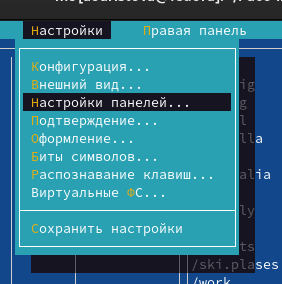 Настройки Правая панель
Конфигурация...
Внешний вид...
Настройки панелей...
Подтверждение...
Оформление...
Биты символов...
Распознавание клавиш...
Виртуальные ФС...
Сохранить настройки
/ski.plases
/work